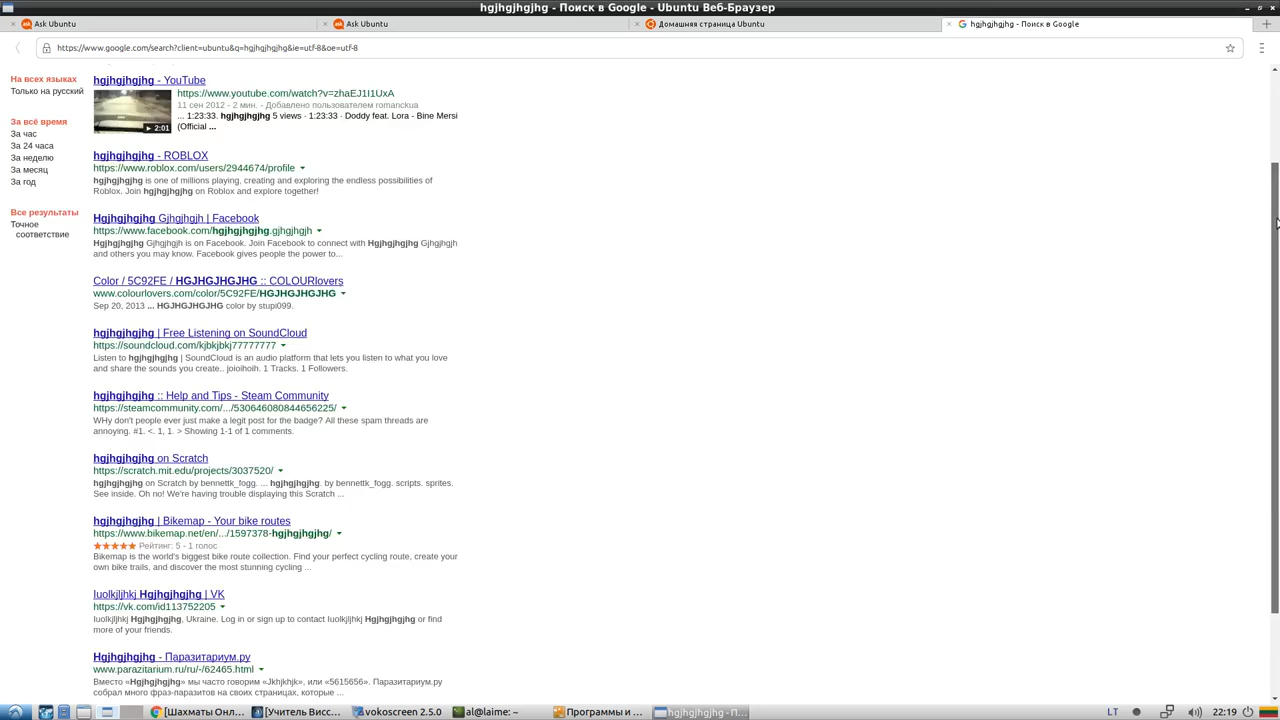 hgjhgjhgjhg - Поиск в Google - Ubuntu Веб-Браузер
Ask Ubuntu
Ask Ubuntu
Домашняя страница Ubuntu
hgjhgjhgjhg - Поиск в Google
https://www.google.com/search?client=ubuntu&q=hgjhgjhgjhg&ie=utf-8&oe=utf-8
На всех языках
Только на русский
За всё время
За час
За 24 часа
За неделю
За месяц
За год
Все результаты
Точное
соответствие
hgjhgjhgjhg - YouTube
https://www.youtube.com/watch?v=zhaEJ1I1UxA
11 сен 2012 - 2 мин. - Добавлено пользователем romanckua
... 1:23:33. hgjhgjhgjhg 5 views · 1:23:33 · Doddy feat. Lora - Bine Mersi
(Official ...
2:01
hgjhgjhgjhg - ROBLOX
https://www.roblox.com/users/2944674/profile
hgjhgjhgjhg is one of millions playing, creating and exploring the endless possibilities of
Roblox. Join hgjhgjhgjhg on Roblox and explore together!
Hgjhgjhgjhg Gjhgjhgjh | Facebook
https://www.facebook.com/hgjhgjhgjhg.gjhgjhgjh
Hgjhgjhgjhg Gjhgjhgjh is on Facebook. Join Facebook to connect with Hgjhgjhgjhg Gjhgjhgjh
and others you may know. Facebook gives people the power to...
Color / 5C92FE / HGJHGJHGJHG :: COLOURlovers
www.colourlovers.com/color/5C92FE/HGJHGJHGJHG
Sep 20, 2013 ... HGJHGJHGJHG color by stupi099.
hgjhgjhgjhg | Free Listening on SoundCloud
https://soundcloud.com/kjbkjbkj77777777
Listen to hgjhgjhgjhg | SoundCloud is an audio platform that lets you listen to what you love
and share the sounds you create.. joioihoih. 1 Tracks. 1 Followers.
hgjhgjhgjhg :: Help and Tips - Steam Community
https://steamcommunity.com/.../530646080844656225/
WHy don't people ever just make a legit post for the badge? All these spam threads are
annoying. #1. <. 1, 1. > Showing 1-1 of 1 comments.
hgjhgjhgjhg on Scratch
https://scratch.mit.edu/projects/3037520/
hgjhgjhgjhg on Scratch by bennettk_fogg. ... hgjhgjhgjhg. by bennettk_fogg. scripts. sprites.
See inside. Oh no! We're having trouble displaying this Scratch ...
hgjhgjhgjhg | Bikemap - Your bike routes
https://www.bikemap.net/en/.../1597378-hgjhgjhgjhg/
Рейтинг: 5 - 1 голос
Bikemap is the world's biggest bike route collection. Find your perfect cycling route, create your
own bike trails, and discover the most stunning cycling ...
Iuolkjljhkj Hgjhgjhgjhg | VK
https://vk.com/id113752205
Iuolkjljhkj Hgjhgjhgjhg, Ukraine. Log in or sign up to contact Iuolkjljhkj Hgjhgjhgjhg or find
more of your friends.
Hgjhgjhgjhg - Паразитариум.ру
www.parazitarium.ru/ru/-/62465.html
Вместо «Hgjhgjhgjhg» мы часто говорим «Jkhjkhjk», или «5615656». Паразитариум.ру
собрал много фраз-паразитов на своих страницах, которые ...
[Шахматы Онл...
[Учитель Висс...
vokoscreen 2.5.0
al@laime: ~
Программы и ...
hgjhgjhgjhg - П...
LT
22:19